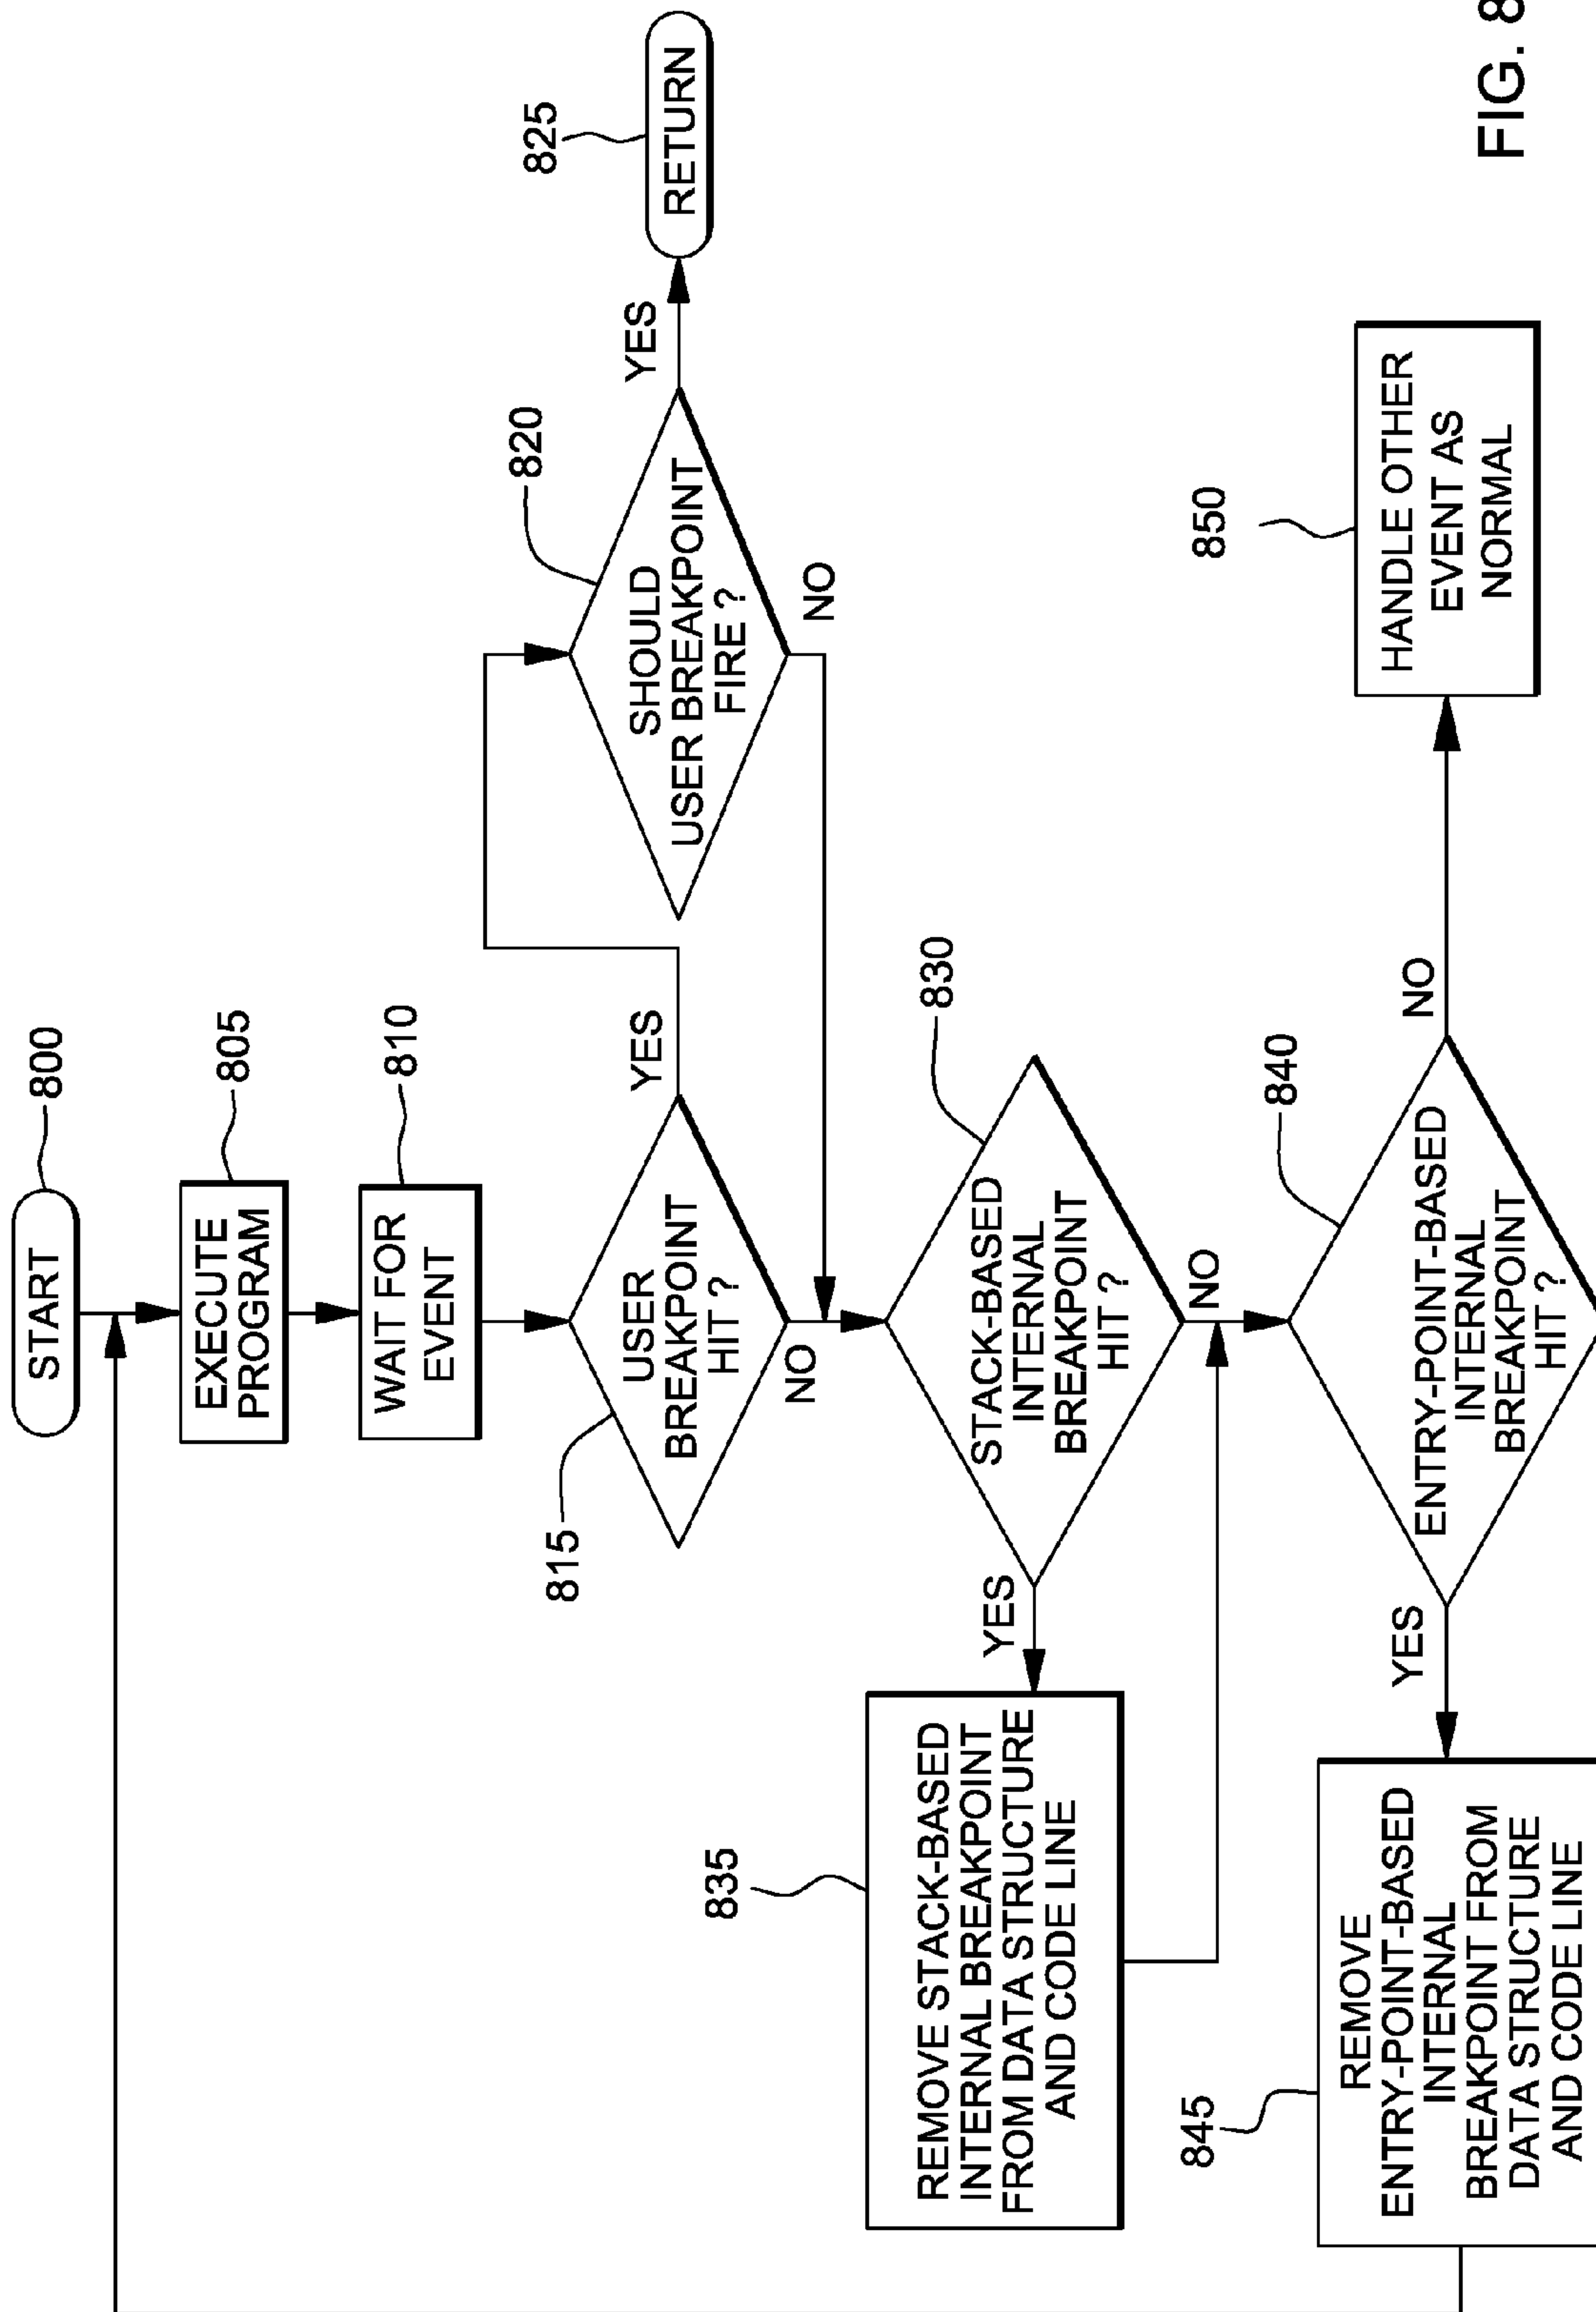 START
800
EXECUTE
PROGRAM
805
WAIT FOR
EVENT
810
USER
BREAKPOINT
HIT ?
815
YES
NO
SHOULD
USER BREAKPOINT
FIRE ?
820
YES
NO
RETURN
825
STACK-BASED
INTERNAL
BREAKPOINT
HIT ?
830
YES
NO
REMOVE STACK-BASED
INTERNAL BREAKPOINT
FROM DATA STRUCTURE
AND CODE LINE
835
ENTRY-POINT-BASED
INTERNAL
BREAKPOINT
HIT ?
840
YES
NO
REMOVE
ENTRY-POINT-BASED
INTERNAL
BREAKPOINT FROM
DATA STRUCTURE
AND CODE LINE
845
HANDLE OTHER
EVENT AS
NORMAL
850
FIG. 8